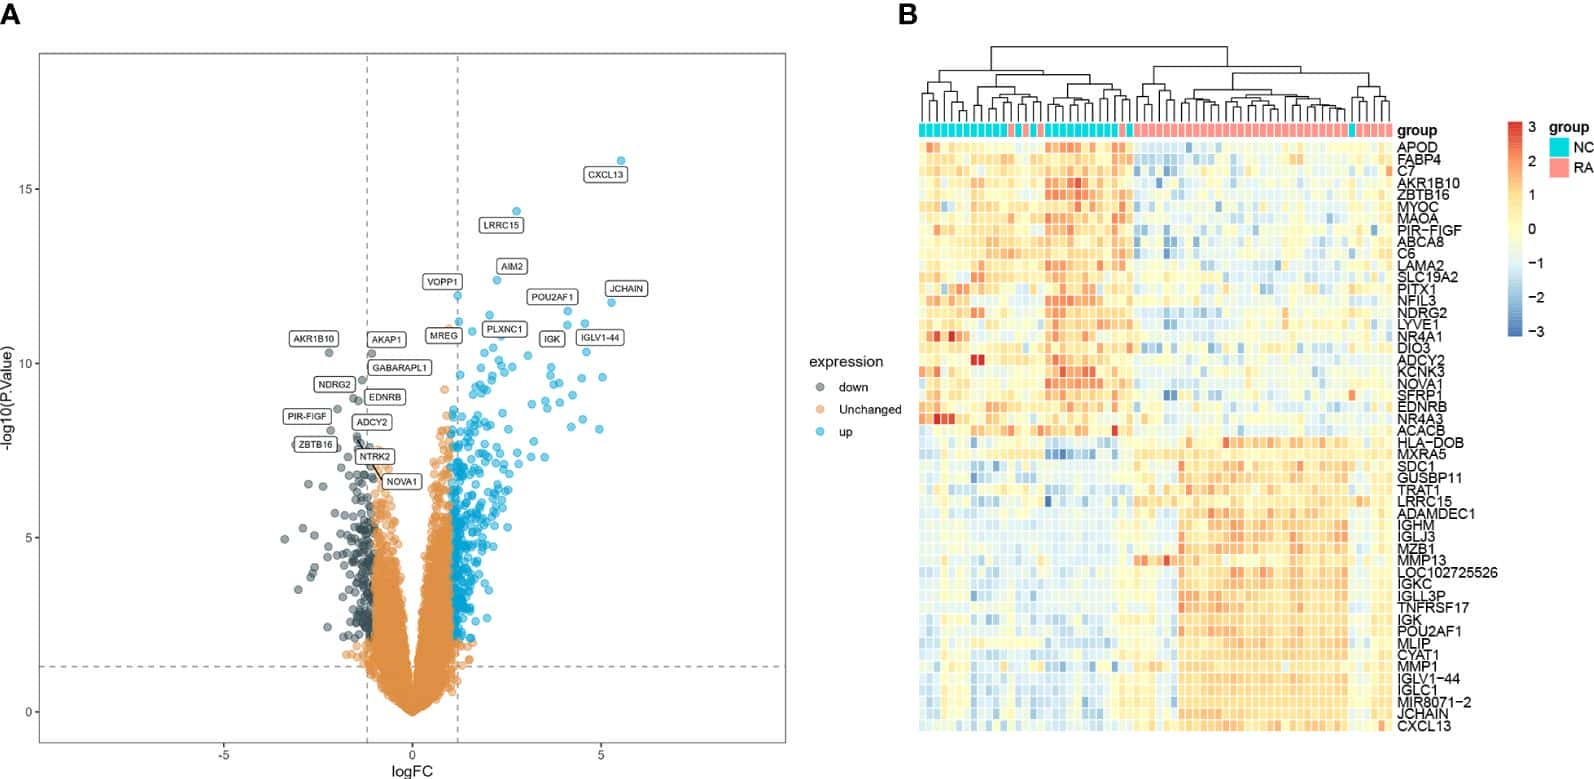 A
B
15
10
5
0
-5
0
5
-log10(P.Value)
logFC
CXCL13
LRRC15
AIM2
VOPP1
JCHAIN
POU2AF1
PLXNC1
MREG
IGK
IGLV1-44
AKR1B10
AKAP1
GABARAPL1
NDRG2
EDNRB
PIR-FIGF
ADCY2
ZBTB16
NTRK2
NOVA1
expression
down
Unchanged
up
group
APOD
FABP4
C7
AKR1B10
ZBTB16
MYOC
MAOA
PIR-FIGF
ABCA8
C6
LAMA2
SLC19A2
PITX1
NFIL3
NDRG2
LYVE1
NR4A1
DIO3
ADCY2
KCNK3
NOVA1
SFRP1
EDNRB
NR4A3
ACACB
HLA-DOB
MXRA5
SDC1
GUSBP11
TRAT1
LRRC15
ADAMDEC1
IGHM
IGLJ3
MZB1
MMP13
LOC102725526
IGKC
IGLL3P
TNFRSF17
IGK
POU2AF1
MLIP
CYAT1
MMP1
IGLV1-44
IGLC1
MIR8071-2
JCHAIN
CXCL13
3
2
1
0
-1
-2
-3
group
NC
RA